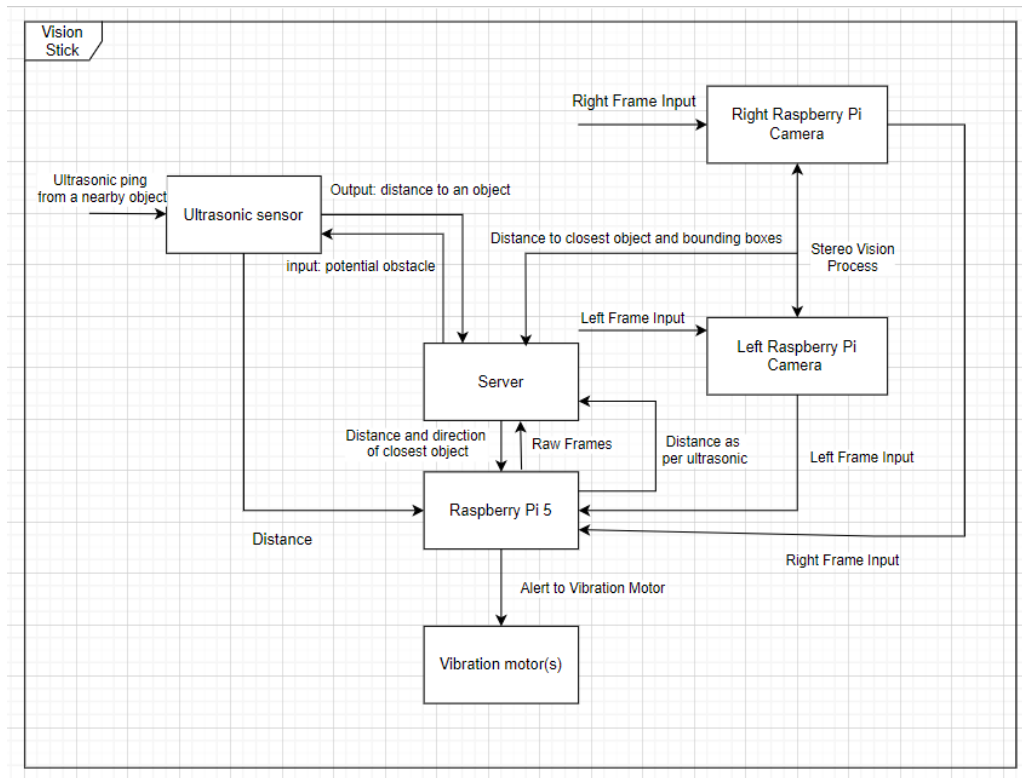 Vision
Stick
Right Frame Input
Right Raspberry Pi
Camera
Ultrasonic ping
from a nearby object
Ultrasonic sensor
Output: distance to an object
Distance to closest object and bounding boxes
Stereo Vision
Process
input: potential obstacle
Left Frame Input
Left Raspberry Pi
Camera
Server
Distance and direction
of closest object
Raw Frames
Distance as
per ultrasonic
Left Frame Input
Raspberry Pi 5
Distance
Right Frame Input
Alert to Vibration Motor
Vibration motor(s)